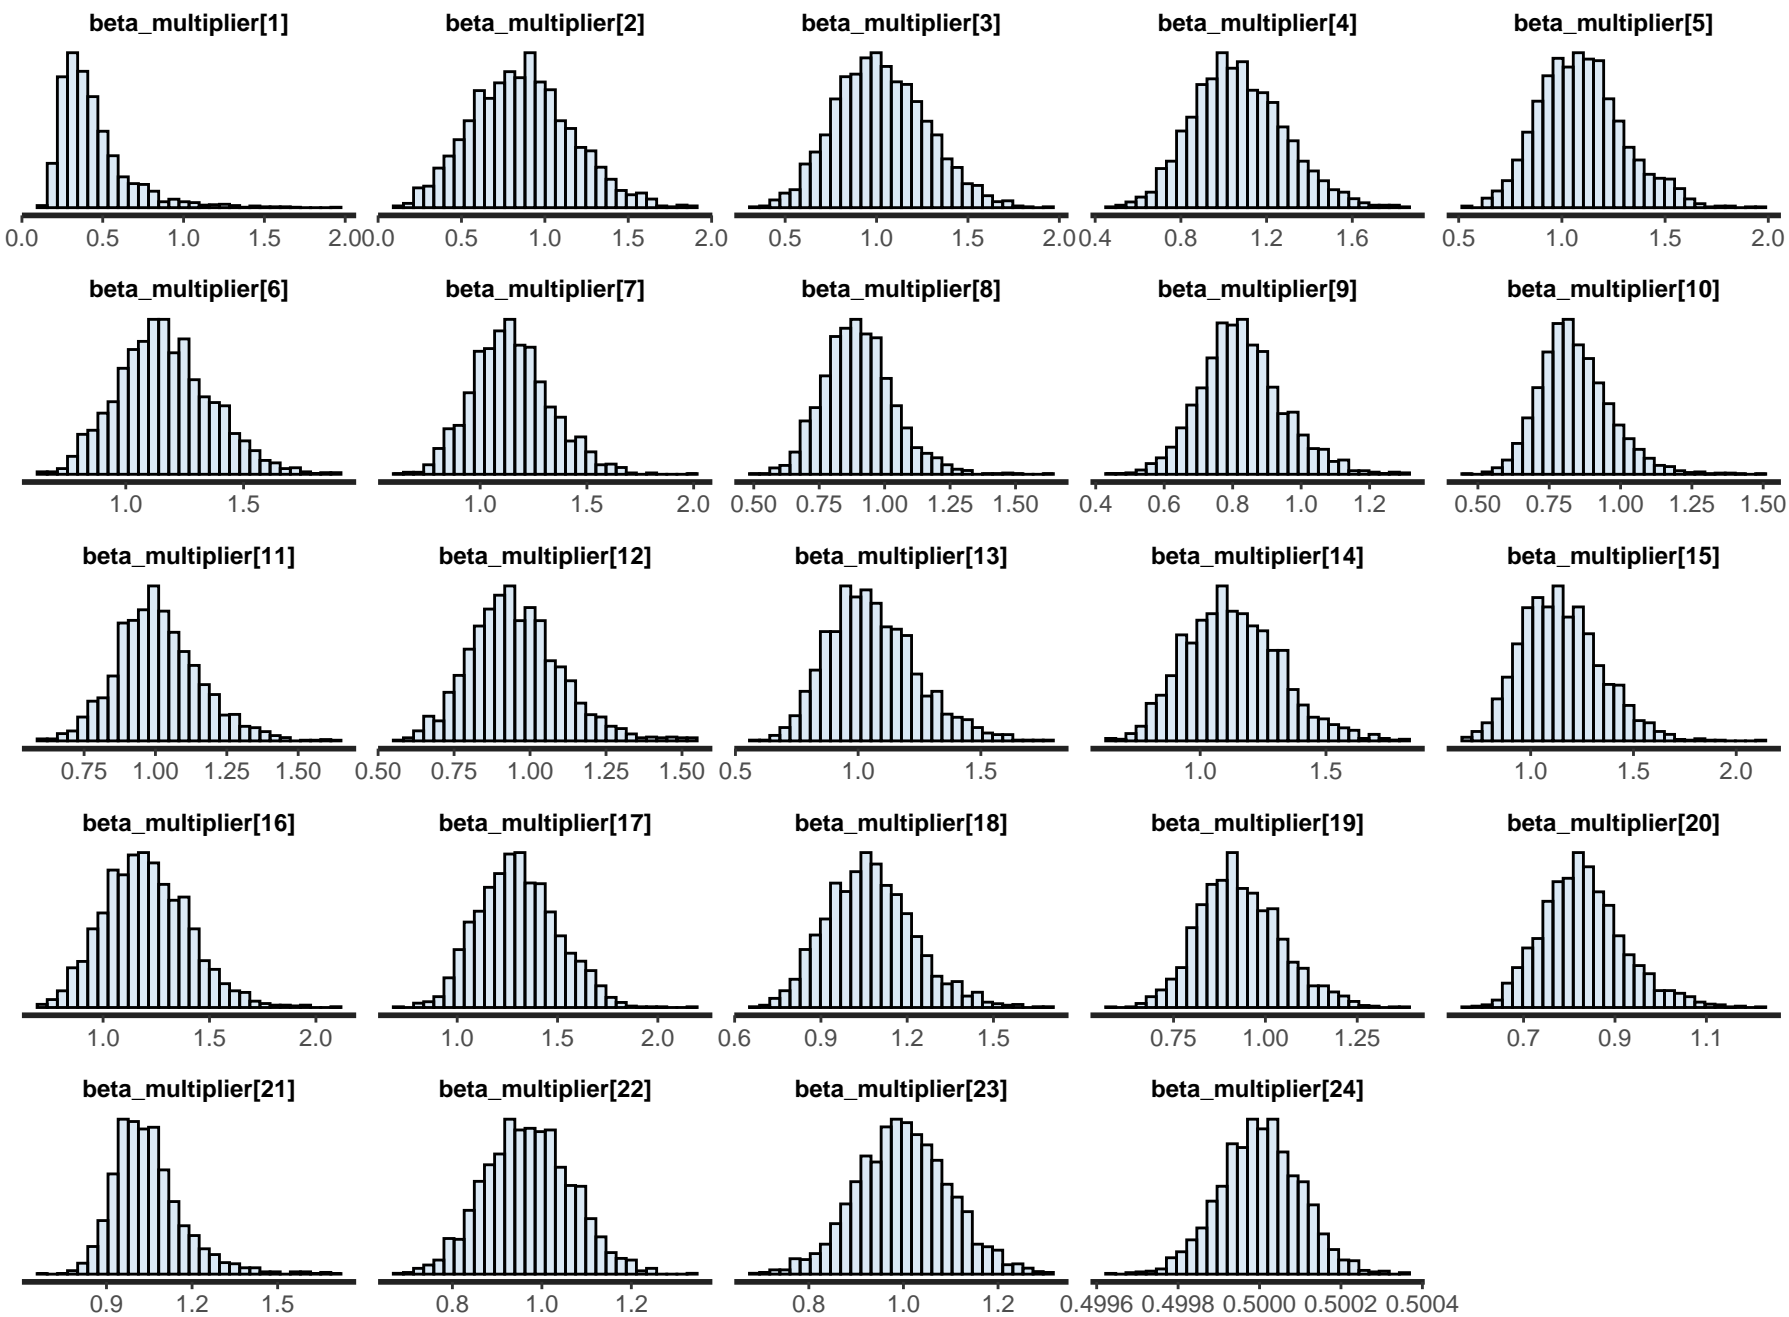 beta_multiplier[1] beta_multiplier[2] beta_multiplier[3] beta_multiplier[4] beta_multiplier[5]
0.0 0.5 1.0 1.5 2.0 0.0 0.5 1.0 1.5 2.0 0.5 1.0 1.5 2.0 0.4 0.8 1.2 1.6 0.5 1.0 1.5 2.0
beta_multiplier[6] beta_multiplier[7] beta_multiplier[8] beta_multiplier[9] beta_multiplier[10]
1.0 1.5 1.0 1.5 2.0 0.50 0.75 1.00 1.25 1.50 0.4 0.6 0.8 1.0 1.2 0.50 0.75 1.00 1.25 1.50
beta_multiplier[11] beta_multiplier[12] beta_multiplier[13] beta_multiplier[14] beta_multiplier[15]
0.75 1.00 1.25 1.50 0.50 0.75 1.00 1.25 1.50 0.5 1.0 1.5 1.0 1.5 1.0 1.5 2.0
beta_multiplier[16] beta_multiplier[17] beta_multiplier[18] beta_multiplier[19] beta_multiplier[20]
1.0 1.5 2.0 1.0 1.5 2.0 0.6 0.9 1.2 1.5 0.75 1.00 1.25 0.7 0.9 1.1
beta_multiplier[21] beta_multiplier[22] beta_multiplier[23] beta_multiplier[24]
0.9 1.2 1.5 0.8 1.0 1.2 0.8 1.0 1.2 0.4996 0.4998 0.5000 0.5002 0.5004